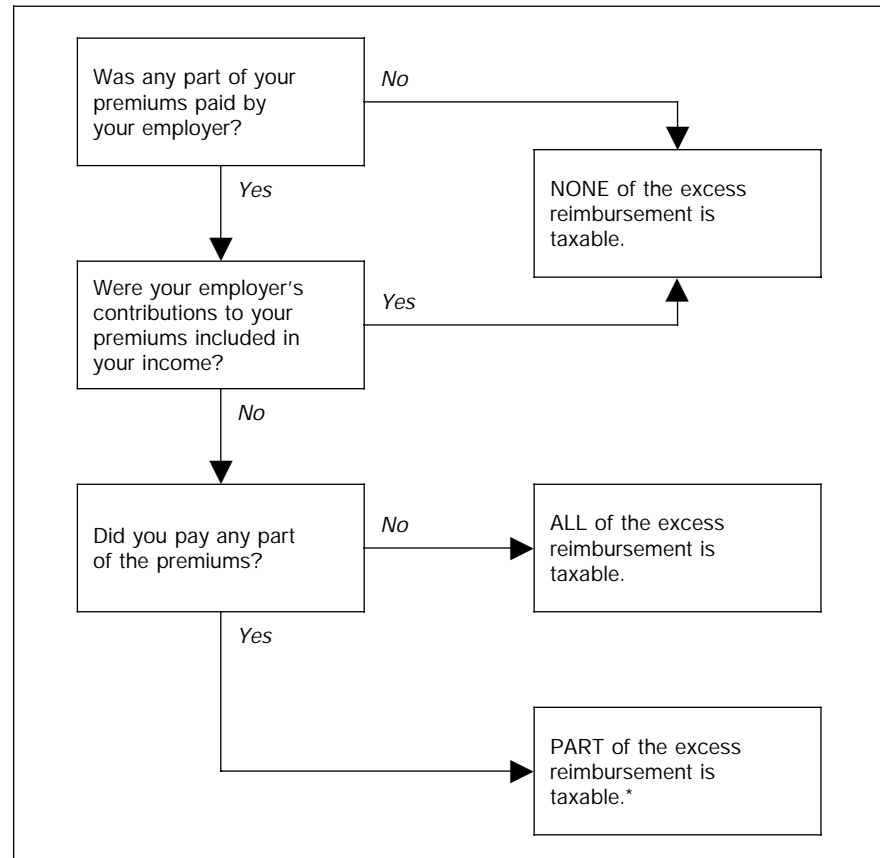 Was any part of your
premiums paid by
your employer?
No
Yes
NONE of the excess
reimbursement is
taxable.
Were your employer's
contributions to your
premiums included in
your income?
Yes
No
Did you pay any part
of the premiums?
No
ALL of the excess
reimbursement is
taxable.
Yes
PART of the excess
reimbursement is
taxable.*